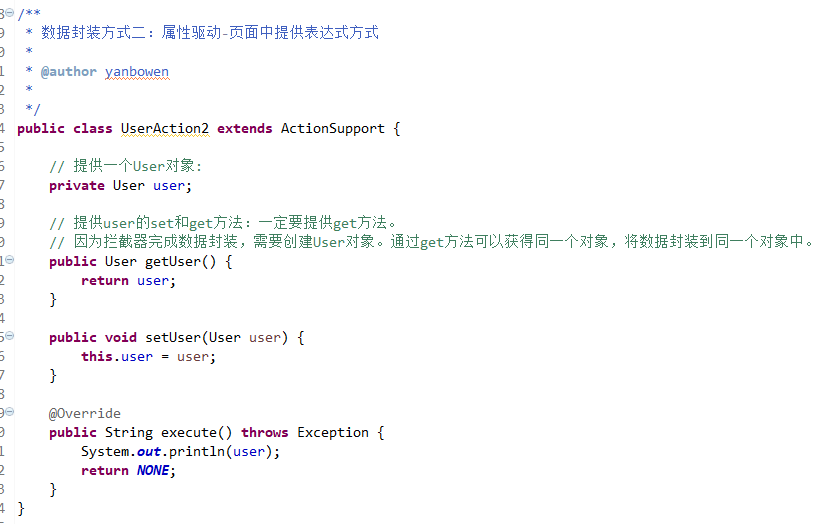 /**
 * 数据封装方式二：属性驱动-页面中提供表达式方式
 *
 * @author yanbowen
 *
 */
public class UserAction2 extends ActionSupport {
    // 提供一个User对象:
    private User user;
    // 提供user的set和get方法：一定要提供get方法。
    // 因为拦截器完成数据封装，需要创建User对象。通过get方法可以获得同一个对象，将数据封装到同一个对象中。
    public User getUser() {
        return user;
    }
    public void setUser(User user) {
        this.user = user;
    }
    @Override
    public String execute() throws Exception {
        System.out.println(user);
        return NONE;
    }
}